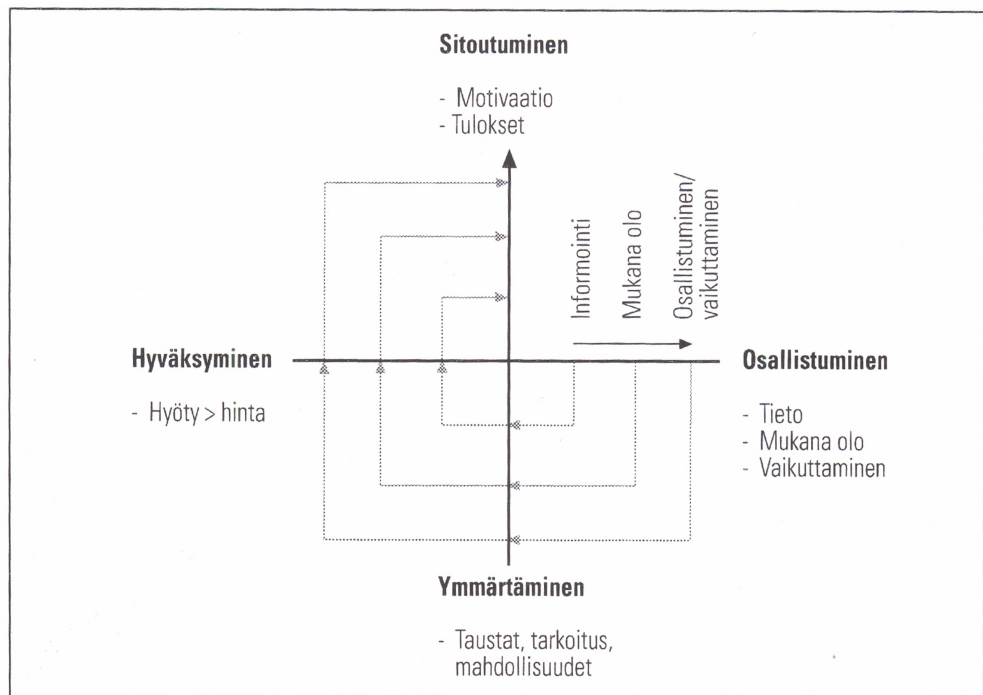 Sitoutuminen
- Motivaatio
- Tulokset
Informointi
Mukana olo
Osallistuminen/
vaikuttaminen
Hyväksyminen
- Hyöty > hinta
Osallistuminen
- Tieto
- Mukana olo
- Vaikuttaminen
Ymmärtäminen
- Taustat, tarkoitus,
mahdollisuudet